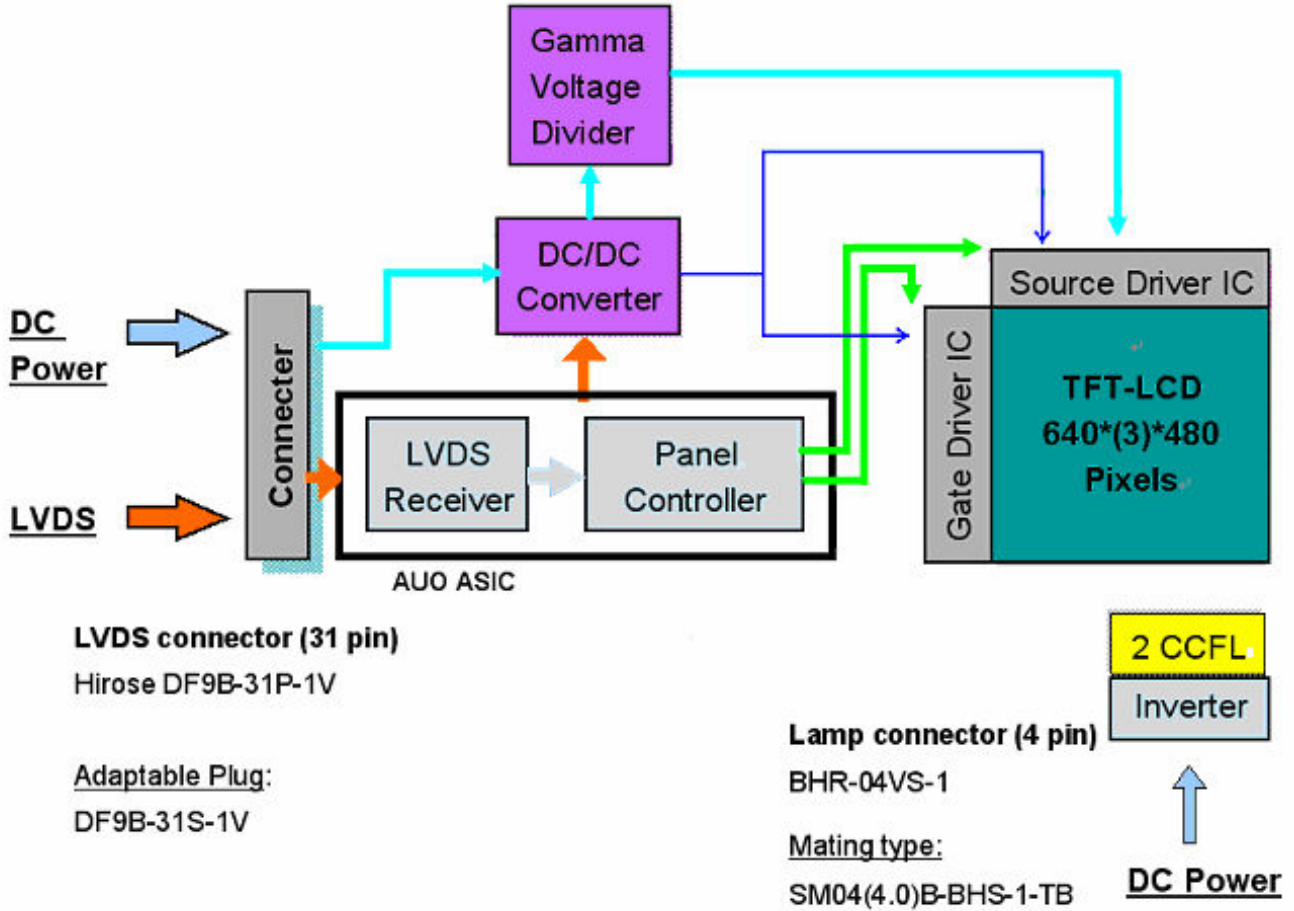 Gamma
Voltage
Divider
DC/DC
Converter
Source Driver IC
DC
Power
Connecter
Gate Driver IC
TFT-LCD
640*(3)*480
Pixels
LVDS
Receiver
Panel
Controller
LVDS
AUO ASIC
LVDS connector (31 pin)
Hirose DF9B-31P-1V
Adaptable Plug:
DF9B-31S-1V
2 CCFL
Inverter
Lamp connector (4 pin)
BHR-04VS-1
Mating type:
SM04(4.0)B-BHS-1-TB
DC Power